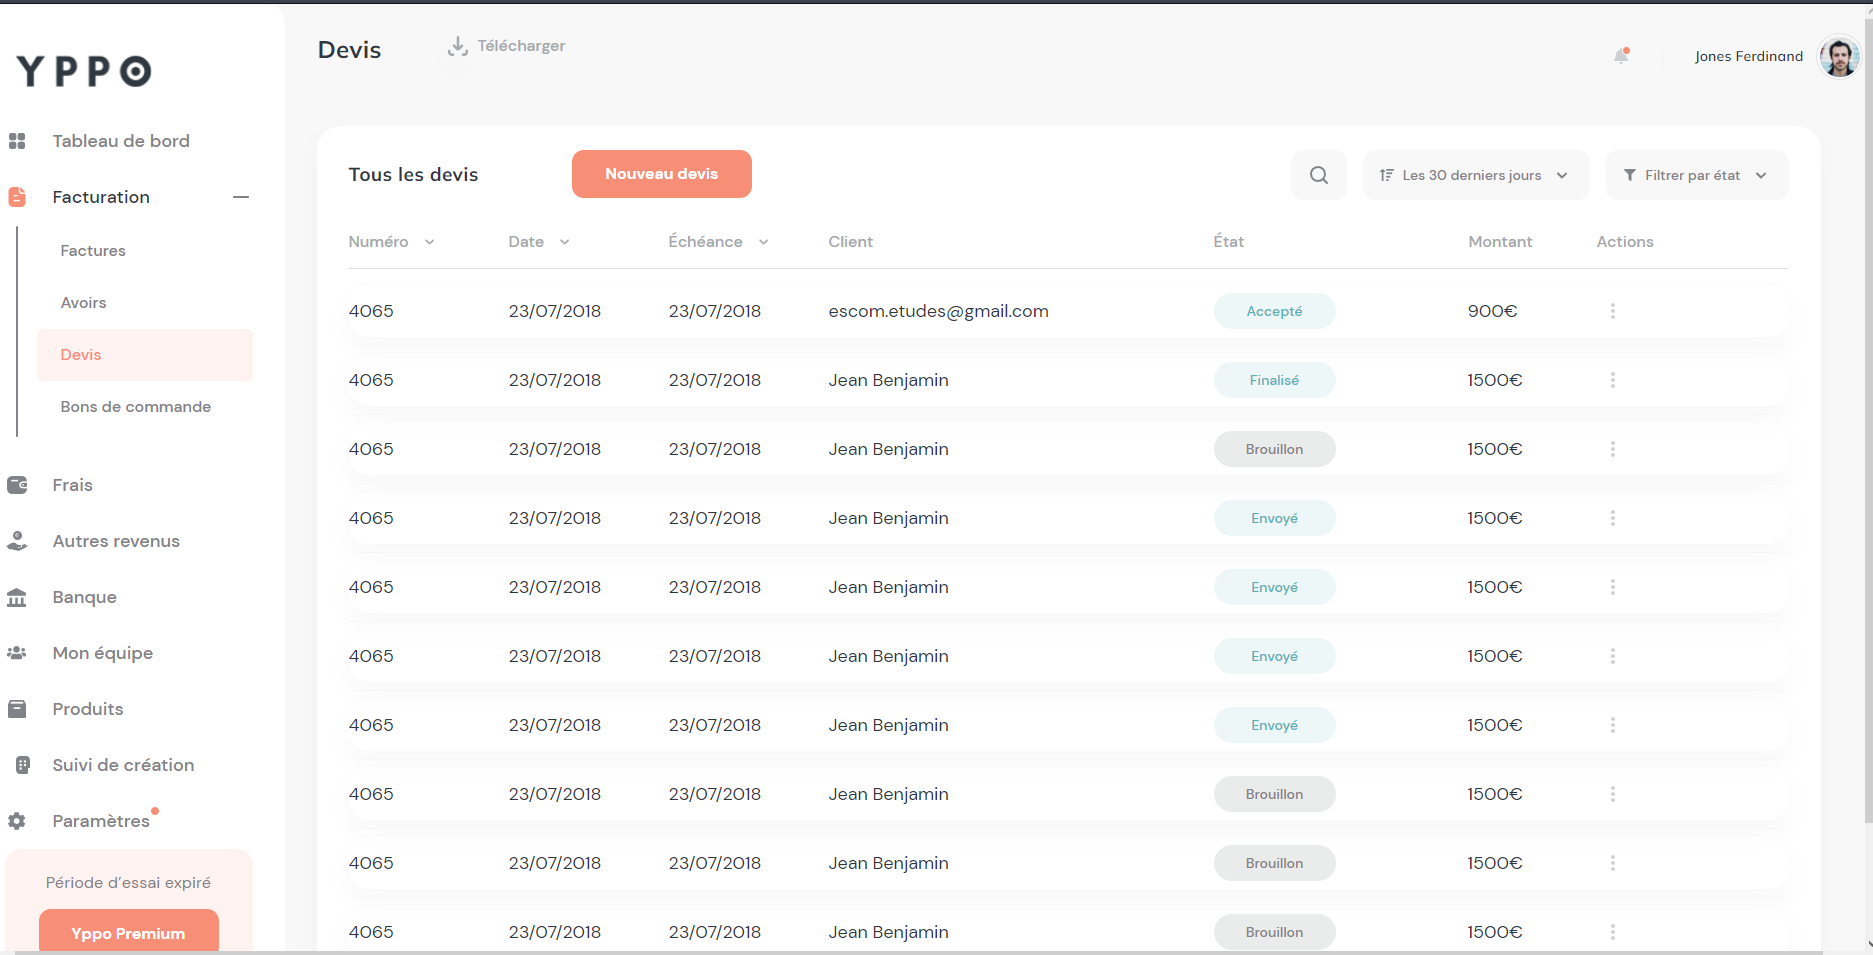 YPPO
Tableau de bord
Facturation
Factures
Avoirs
Devis
Bons de commande
Frais
Autres revenus
Banque
Mon équipe
Produits
Suivi de création
Paramètres
Période d’essai expiré
Yppo Premium
Devis
Télécharger
Jones Ferdinand
Tous les devis
Nouveau devis
Les 30 derniers jours
Filtrer par état
Numéro Date Échéance Client État Montant Actions
4065 23/07/2018 23/07/2018 escom.etudes@gmail.com Accepté 900€
4065 23/07/2018 23/07/2018 Jean Benjamin Finalisé 1500€
4065 23/07/2018 23/07/2018 Jean Benjamin Brouillon 1500€
4065 23/07/2018 23/07/2018 Jean Benjamin Envoyé 1500€
4065 23/07/2018 23/07/2018 Jean Benjamin Envoyé 1500€
4065 23/07/2018 23/07/2018 Jean Benjamin Envoyé 1500€
4065 23/07/2018 23/07/2018 Jean Benjamin Envoyé 1500€
4065 23/07/2018 23/07/2018 Jean Benjamin Brouillon 1500€
4065 23/07/2018 23/07/2018 Jean Benjamin Brouillon 1500€
4065 23/07/2018 23/07/2018 Jean Benjamin Brouillon 1500€